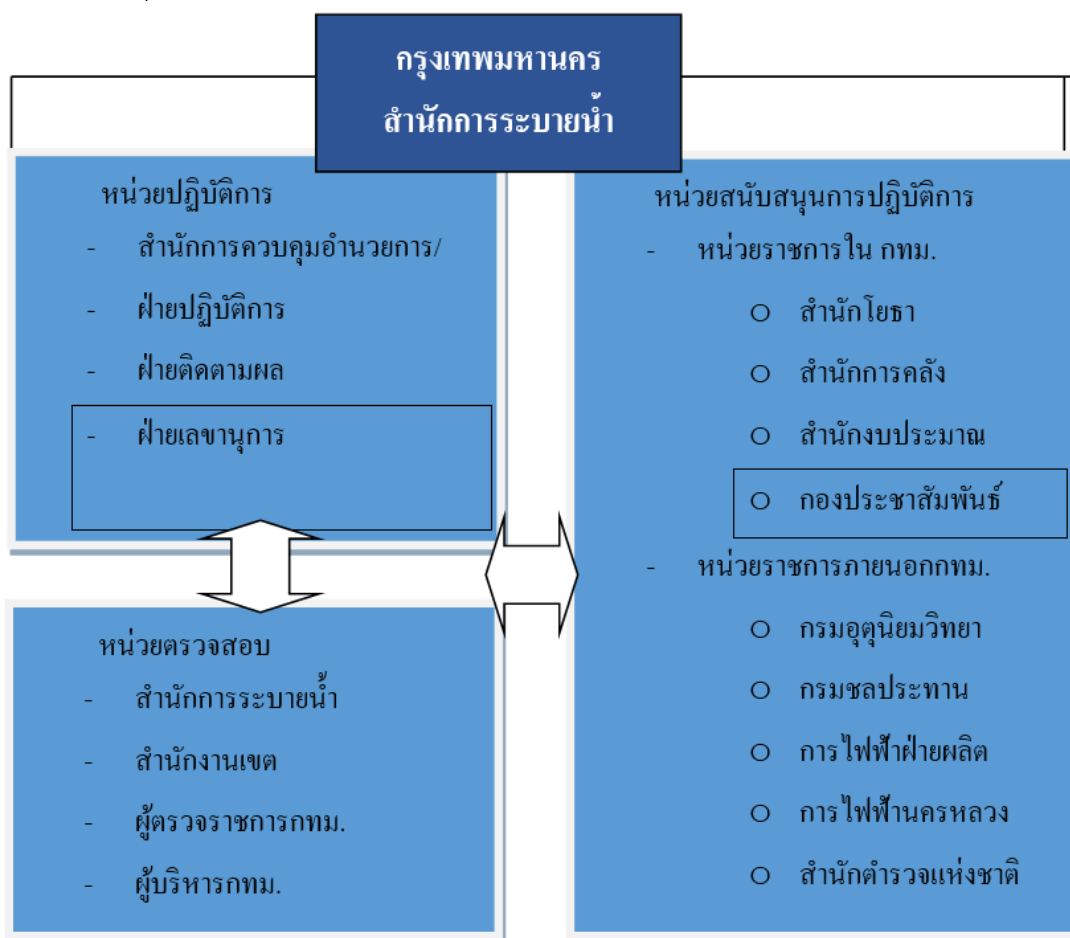 กรุงเทพมหานคร
สำนักการระบายน้ำ
หน่วยปฏิบัติการ
- สำนักการควบคุมอำนวยการ/
- ฝ่ายปฏิบัติการ
- ฝ่ายติดตามผล
- ฝ่ายเลขานุการ
หน่วยตรวจสอบ
- สำนักการระบายน้ำ
- สำนักงานเขต
- ผู้ตรวจราชการกทม.
- ผู้บริหารกทม.
หน่วยสนับสนุนการปฏิบัติการ
- หน่วยราชการใน กทม.
o สำนักโยธา
o สำนักการคลัง
o สำนักงบประมาณ
o กองประชาสัมพันธ์
- หน่วยราชการภายนอกกทม.
o กรมอุตุนิยมวิทยา
o กรมชลประทาน
o การไฟฟ้าฝ่ายผลิต
o การไฟฟ้านครหลวง
o สำนักตำรวจแห่งชาติ